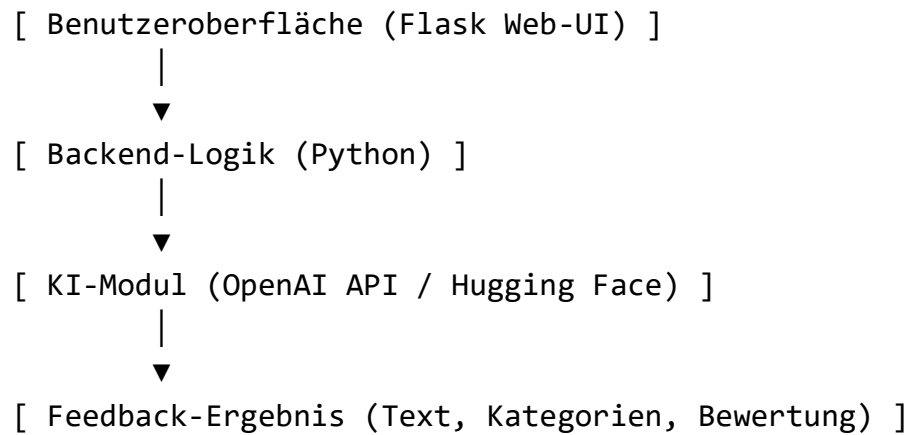 [ Benutzeroberfläche (Flask Web-UI) ]
│
▼
[ Backend-Logik (Python) ]
│
▼
[ KI-Modul (OpenAI API / Hugging Face) ]
│
▼
[ Feedback-Ergebnis (Text, Kategorien, Bewertung) ]